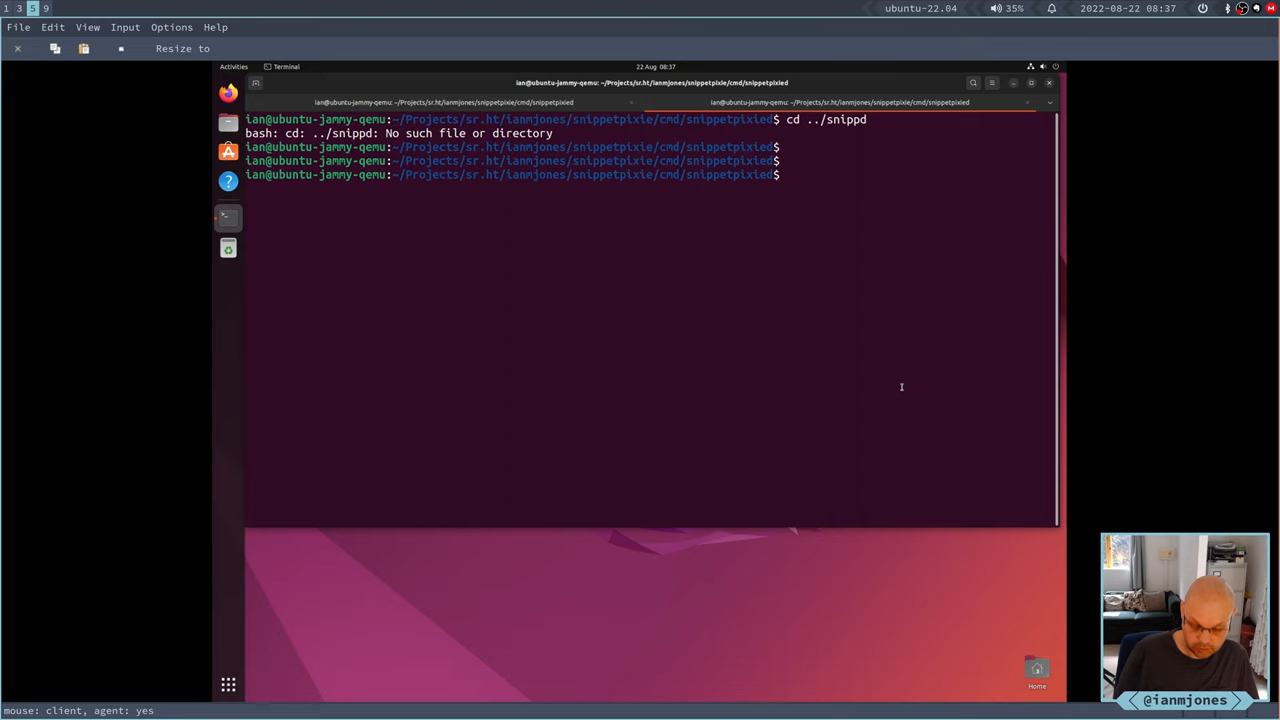 1 3 5 9
ubuntu-22.04 35% 2022-08-22 08:37
File Edit View Input Options Help
Resize to
Activities Terminal 22 Aug 08:37
ian@ubuntu-jammy-qemu: ~/Projects/sr.ht/ianmjones/snippetpixie/cmd/snippetpixied
ian@ubuntu-jammy-qemu: ~/Projects/sr.ht/ianmjones/snippetpixie/cmd/snippetpixied
ian@ubuntu-jammy-qemu: ~/Projects/sr.ht/ianmjones/snippetpixie/cmd/snippetpixied
ian@ubuntu-jammy-qemu:~/Projects/sr.ht/ianmjones/snippetpixie/cmd/snippetpixied$ cd ../snippd
bash: cd: ../snippd: No such file or directory
ian@ubuntu-jammy-qemu:~/Projects/sr.ht/ianmjones/snippetpixie/cmd/snippetpixied$
ian@ubuntu-jammy-qemu:~/Projects/sr.ht/ianmjones/snippetpixie/cmd/snippetpixied$
ian@ubuntu-jammy-qemu:~/Projects/sr.ht/ianmjones/snippetpixie/cmd/snippetpixied$
Home
@ianmjones
mouse: client, agent: yes